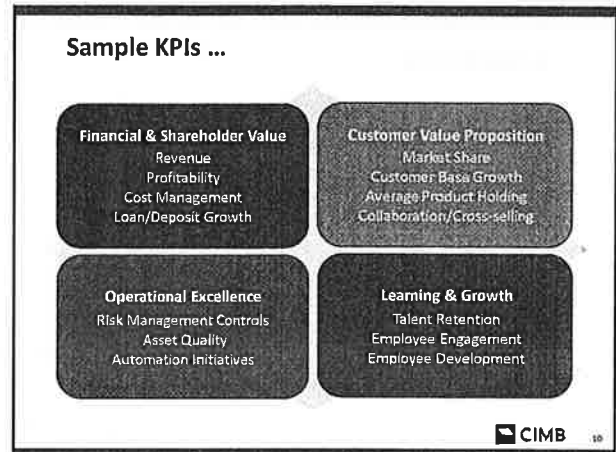 Sample KPIs ...
Financial & Shareholder Value
Revenue
Profitability
Cost Management
Loan/Deposit Growth
Customer Value Proposition
Market Share
Customer Base Growth
Average Product Holding
Collaboration/Cross-selling
Operational Excellence
Risk Management Controls
Asset Quality
Automation Initiatives
Learning & Growth
Talent Retention
Employee Engagement
Employee Development
CIMB
10